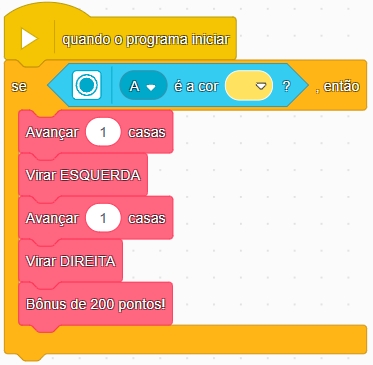 quando o programa iniciar
se A é a cor ? , então
Avançar 1 casas
Virar ESQUERDA
Avançar 1 casas
Virar DIREITA
Bônus de 200 pontos!